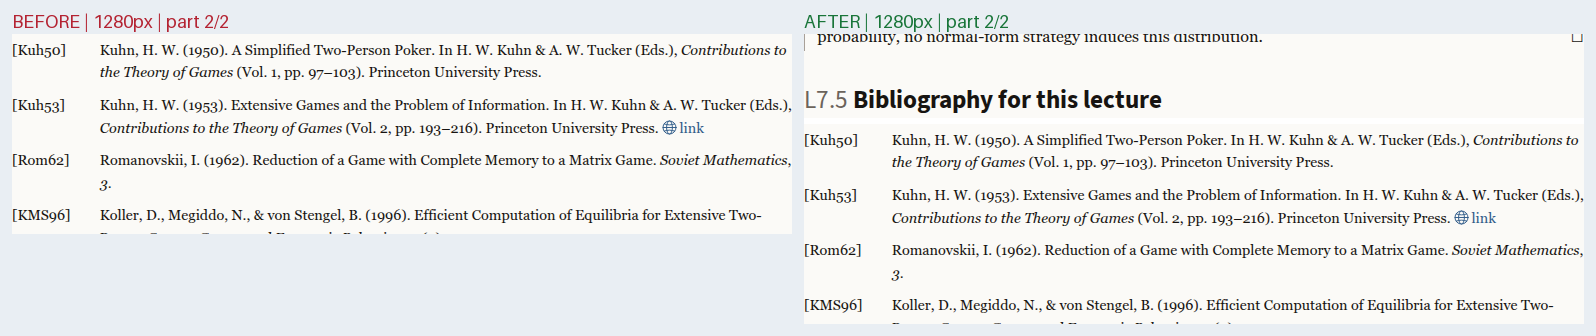 BEFORE | 1280px | part 2/2
[Kuh50] Kuhn, H. W. (1950). A Simplified Two-Person Poker. In H. W. Kuhn & A. W. Tucker (Eds.), Contributions to
the Theory of Games (Vol. 1, pp. 97–103). Princeton University Press.
[Kuh53] Kuhn, H. W. (1953). Extensive Games and the Problem of Information. In H. W. Kuhn & A. W. Tucker (Eds.),
Contributions to the Theory of Games (Vol. 2, pp. 193–216). Princeton University Press. link
[Rom62] Romanovskii, I. (1962). Reduction of a Game with Complete Memory to a Matrix Game. Soviet Mathematics,
3.
[KMS96] Koller, D., Megiddo, N., & von Stengel, B. (1996). Efficient Computation of Equilibria for Extensive Two-
AFTER | 1280px | part 2/2
probability, no normal-form strategy induces this distribution.
L7.5 Bibliography for this lecture
[Kuh50] Kuhn, H. W. (1950). A Simplified Two-Person Poker. In H. W. Kuhn & A. W. Tucker (Eds.), Contributions to
the Theory of Games (Vol. 1, pp. 97–103). Princeton University Press.
[Kuh53] Kuhn, H. W. (1953). Extensive Games and the Problem of Information. In H. W. Kuhn & A. W. Tucker (Eds.),
Contributions to the Theory of Games (Vol. 2, pp. 193–216). Princeton University Press. link
[Rom62] Romanovskii, I. (1962). Reduction of a Game with Complete Memory to a Matrix Game. Soviet Mathematics,
3.
[KMS96] Koller, D., Megiddo, N., & von Stengel, B. (1996). Efficient Computation of Equilibria for Extensive Two-